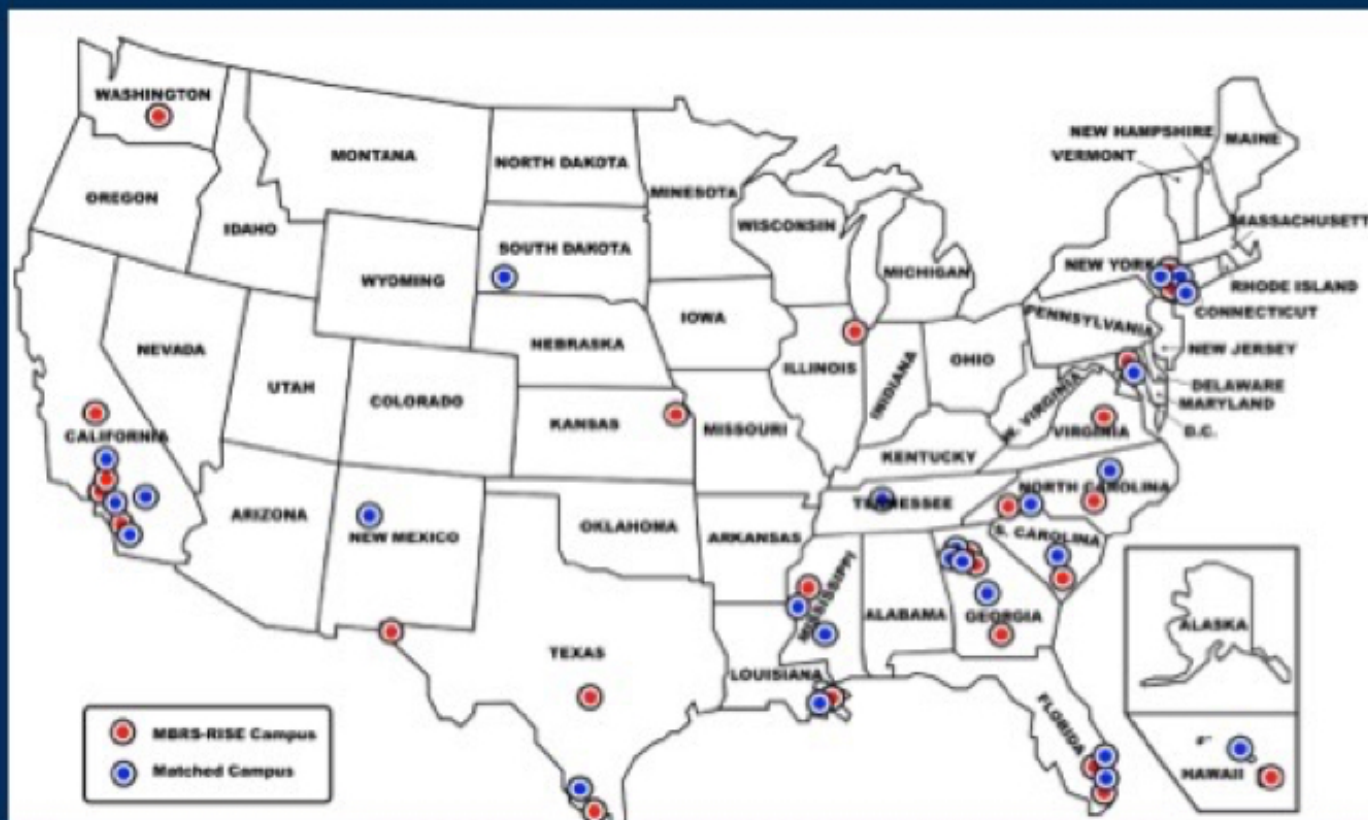 WASHINGTON
MONTANA
NORTH DAKOTA
MINESOTA
NEW HAMPSHIRE
MAINE
VERMONT
OREGON
IDAHO
SOUTH DAKOTA
WISCONSIN
MICHIGAN
MASSACHUSETT
WYOMING
NEW YORK
RHODE ISLAND
CONNECTICUT
IOWA
PENNSYLVANIA
NEVADA
NEBRASKA
ILLINOIS
INIDIANA
OHIO
NEW JERSEY
UTAH
COLORADO
DELAWARE
MARYLAND
CALIFORNIA
KANSAS
MISSOURI
W. VIRGINIA
VIRGINIA
D.C.
KENTUCKY
ARIZONA
NEW MEXICO
OKLAHOMA
TENNESSEE
NORTH CAROLINA
ARKANSAS
S. CAROLINA
MISSISSIPPI
ALABAMA
GEORGIA
ALASKA
TEXAS
LOUISIANA
FLORIDA
HAWAII
MBRS-RISE Campus
Matched Campus